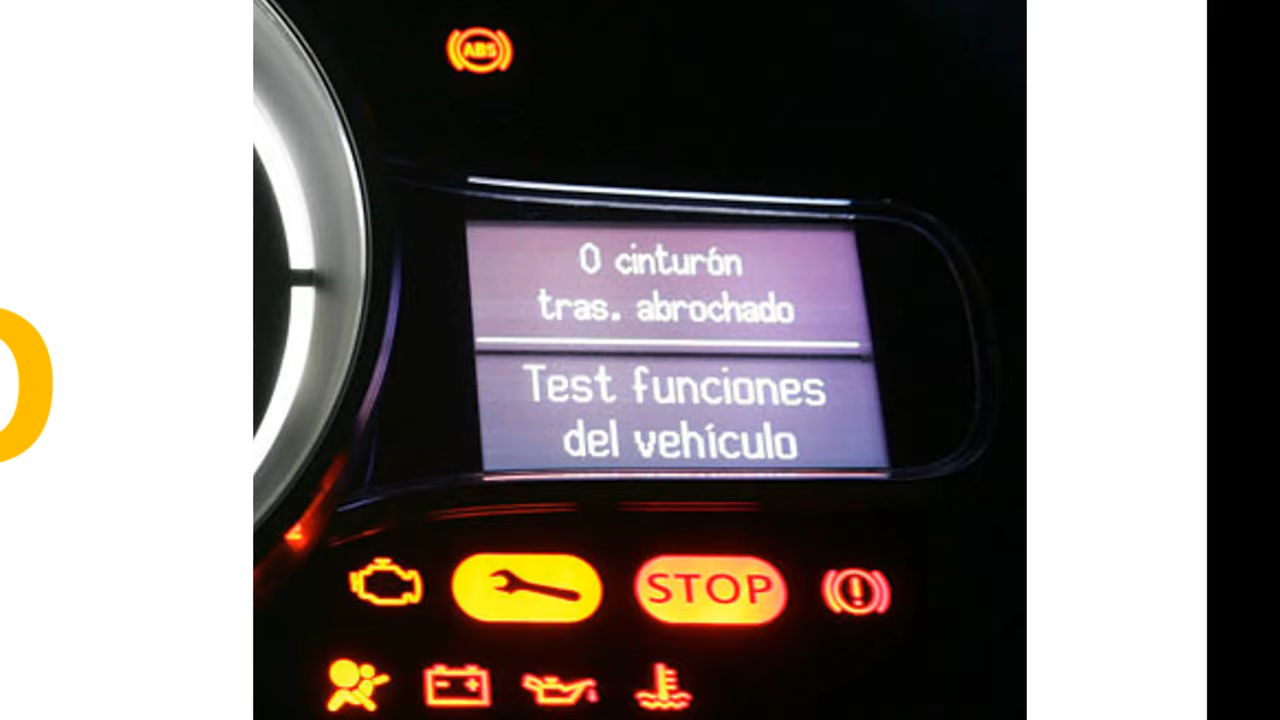 ABS
0 cinturón
tras. abrochado
Test funciones
del vehículo
STOP